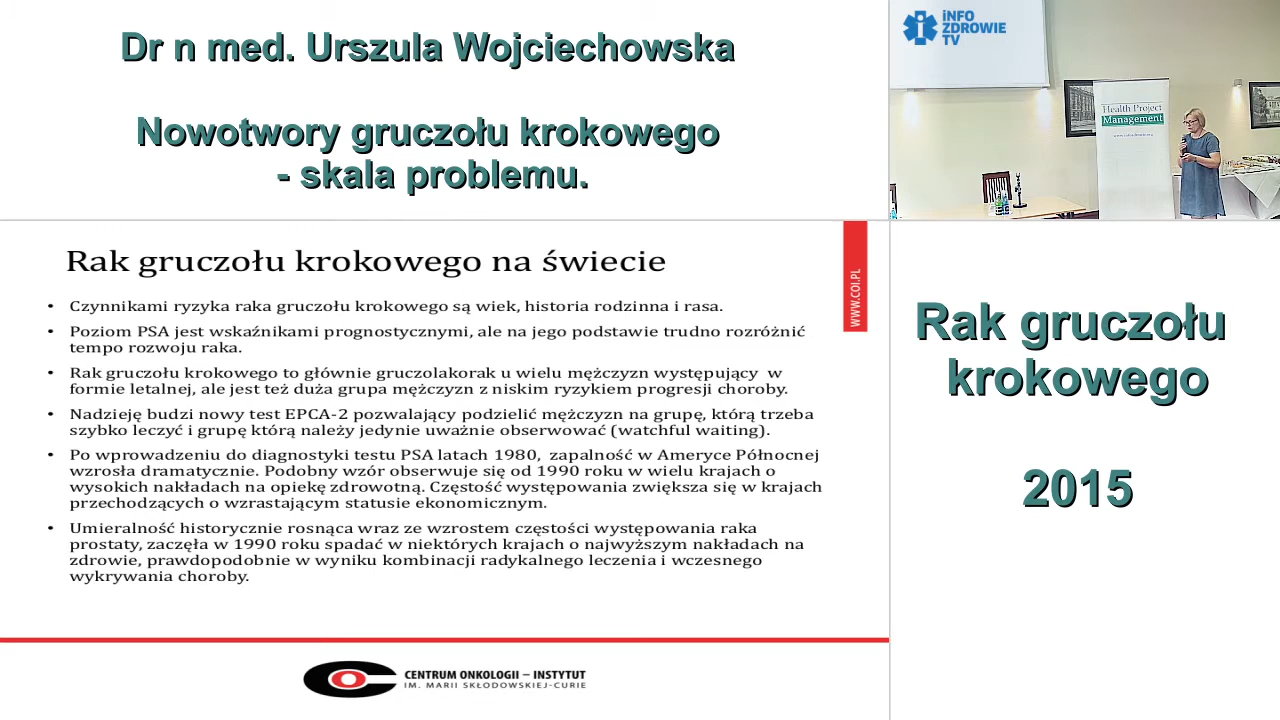 Dr n med. Urszula Wojciechowska
Nowotwory gruczołu krokowego
- skala problemu.
iNFO
ZDROWIE
TV
Health Project
Management
Rak gruczołu krokowego na świecie
WWW.COI.PL
• Czynnikami ryzyka raka gruczołu krokowego są wiek, historia rodzinna i rasa.
• Poziom PSA jest wskaźnikami prognostycznymi, ale na jego podstawie trudno rozróżnić
tempo rozwoju raka.
• Rak gruczołu krokowego to głównie gruczolakorak u wielu mężczyzn występujący w
formie letalnej, ale jest też duża grupa mężczyzn z niskim ryzykiem progresji choroby.
• Nadzieję budzi nowy test EPCA-2 pozwalający podzielić mężczyzn na grupę, którą trzeba
szybko leczyć i grupę którą należy jedynie uważnie obserwować (watchful waiting).
• Po wprowadzeniu do diagnostyki testu PSA latach 1980, zapalność w Ameryce Północnej
wzrosła dramatycznie. Podobny wzór obserwuje się od 1990 roku w wielu krajach o
wysokich nakładach na opiekę zdrowotną. Częstość występowania zwiększa się w krajach
przechodzących o wzrastającym statusie ekonomicznym.
• Umieralność historycznie rosnąca wraz ze wzrostem częstości występowania raka
prostaty, zaczęła w 1990 roku spadać w niektórych krajach o najwyższym nakładach na
zdrowie, prawdopodobnie w wyniku kombinacji radykalnego leczenia i wczesnego
wykrywania choroby.
CENTRUM ONKOLOGII – INSTYTUT
IM. MARII SKŁODOWSKIEJ-CURIE
Rak gruczołu
krokowego
2015